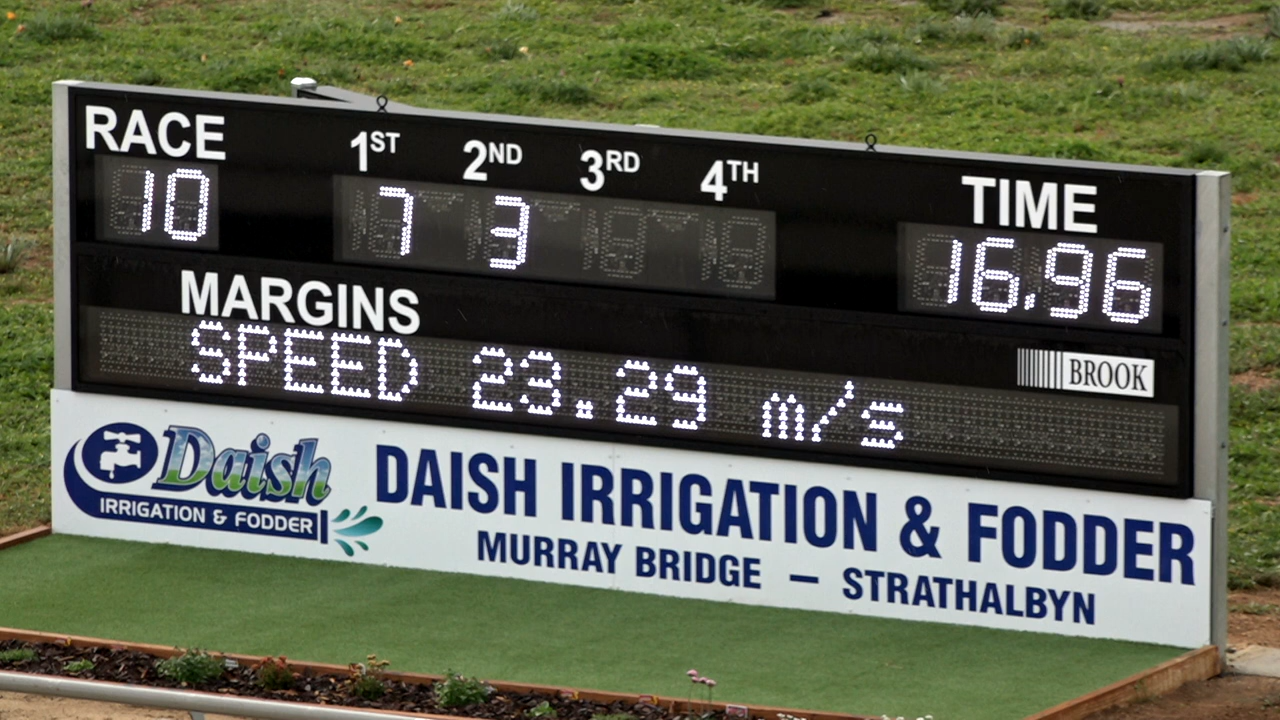 RACE 1ST 2ND 3RD 4TH TIME
10 7 3 16.96
MARGINS
SPEED 23.29 m/s
BROOK
Daish
IRRIGATION & FODDER
DAISH IRRIGATION & FODDER
MURRAY BRIDGE – STRATHALBYN